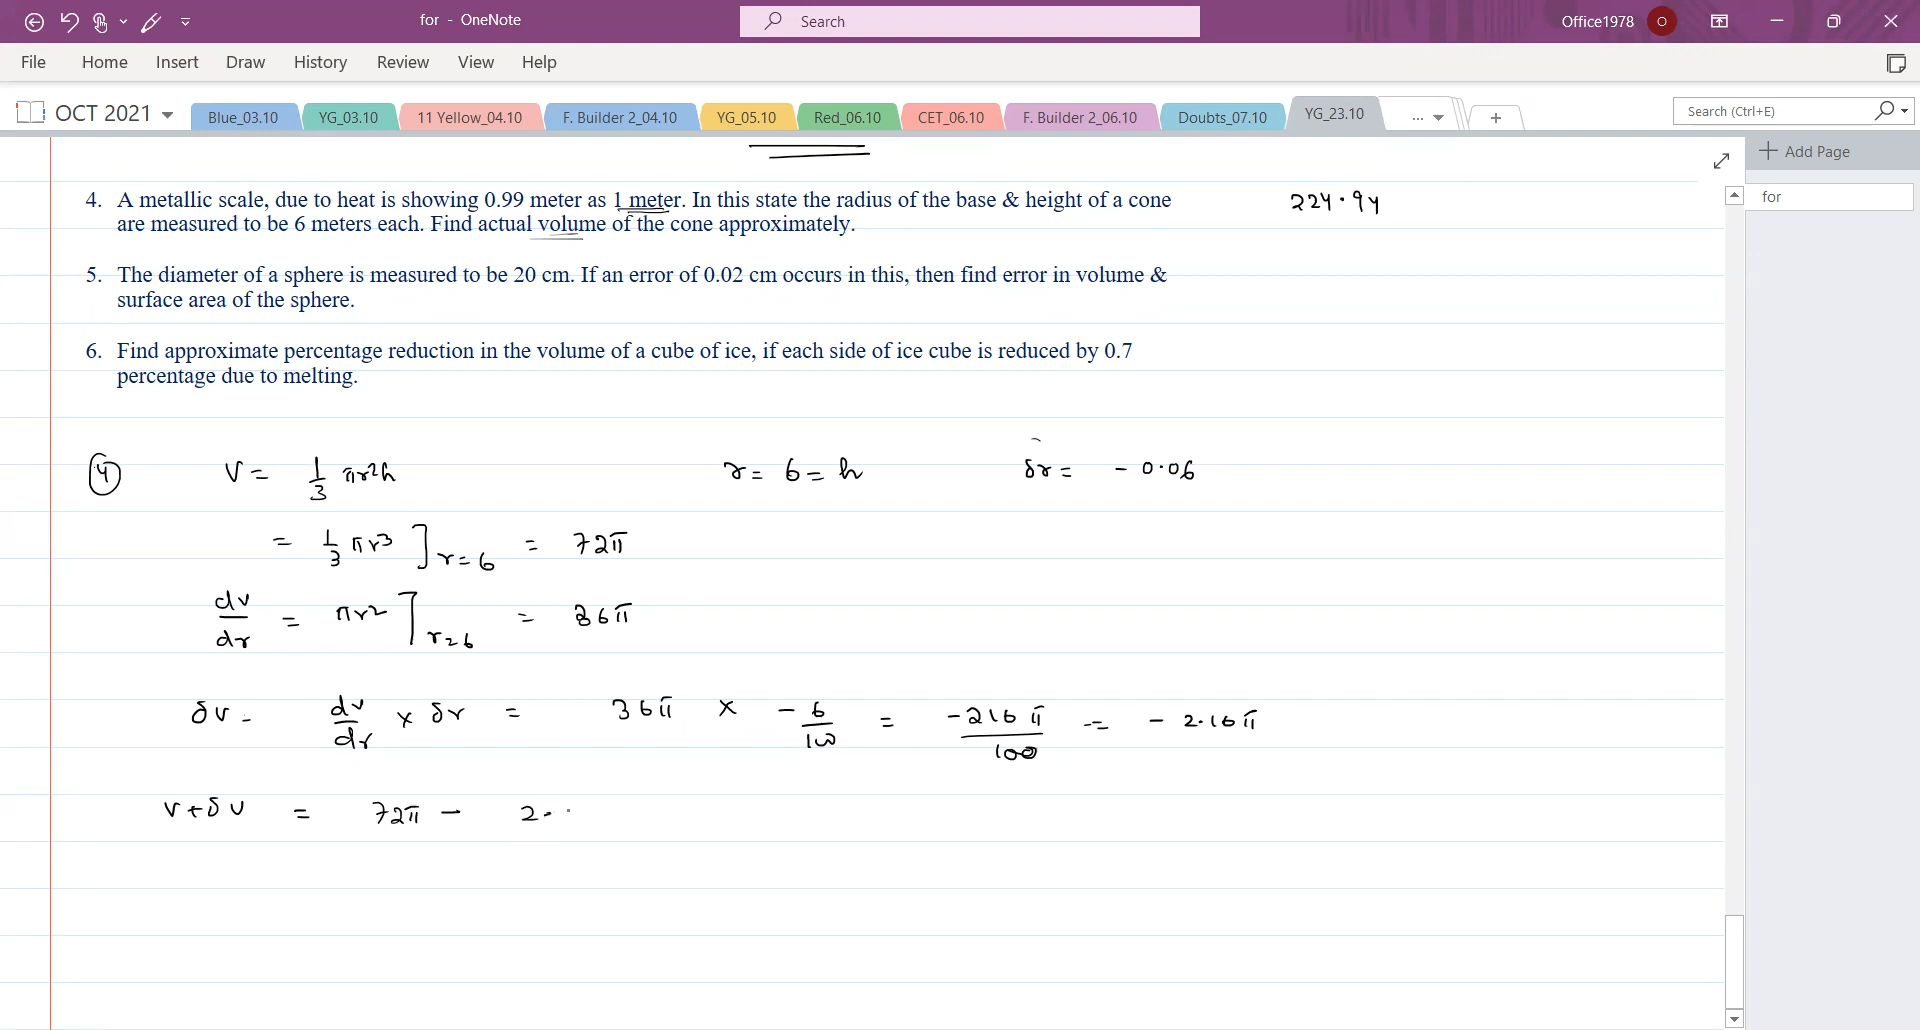 for - OneNote
Search
Office1978
O
File Home Insert Draw History Review View Help
OCT 2021
Blue_03.10 YG_03.10 11 Yellow_04.10 F. Builder 2_04.10 YG_05.10 Red_06.10 CET_06.10 F. Builder 2_06.10 Doubts_07.10 YG_23.10 ...
Search (Ctrl+E)
Add Page
for
4. A metallic scale, due to heat is showing 0.99 meter as 1 meter. In this state the radius of the base & height of a cone
are measured to be 6 meters each. Find actual volume of the cone approximately.
224.94
5. The diameter of a sphere is measured to be 20 cm. If an error of 0.02 cm occurs in this, then find error in volume &
surface area of the sphere.
6. Find approximate percentage reduction in the volume of a cube of ice, if each side of ice cube is reduced by 0.7
percentage due to melting.
4 V = 1/3 πr²h r = 6 = h δr = - 0.06
= 1/3 πr³ ] r=6 = 72π
dv/dr = πr² ] r=6 = 36π
δv - dv/dr × δr = 36π × - 6/100 = -216π/100 = - 2.16π
v+δv = 72π - 2.